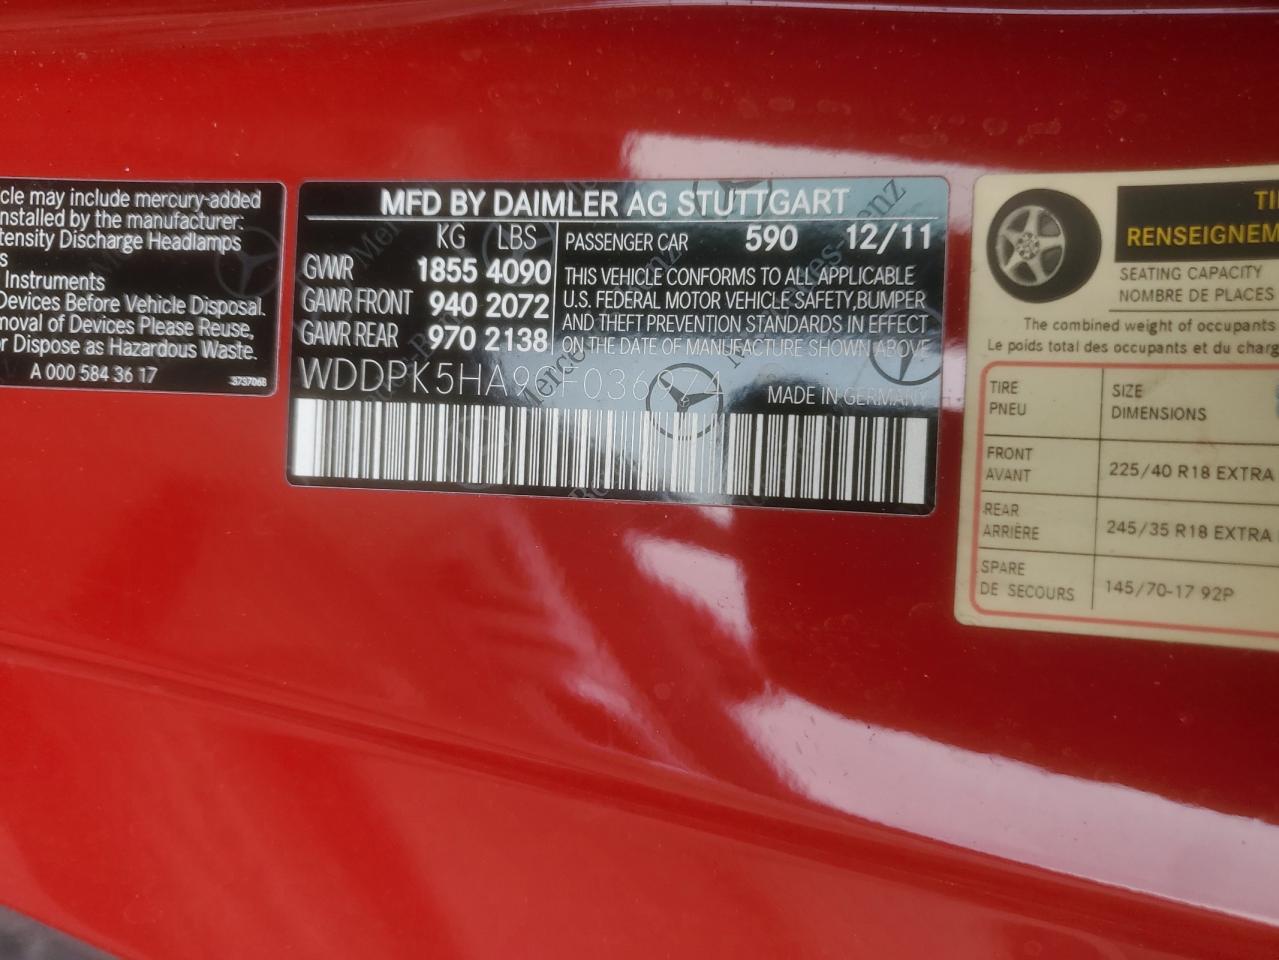 cle may include mercury-added
nstalled by the manufacturer:
tensity Discharge Headlamps
s
Instruments
Devices Before Vehicle Disposal.
moval of Devices Please Reuse,
r Dispose as Hazardous Waste.
A 000 584 36 17
3737068
MFD BY DAIMLER AG STUTTGART
KG LBS
GVWR 1855 4090
GAWR FRONT 940 2072
GAWR REAR 970 2138
PASSENGER CAR 590 12/11
THIS VEHICLE CONFORMS TO ALL APPLICABLE
U.S. FEDERAL MOTOR VEHICLE SAFETY,BUMPER
AND THEFT PREVENTION STANDARDS IN EFFECT
ON THE DATE OF MANUFACTURE SHOWN ABOVE
WDDPK5HA9CF036974
MADE IN GERMANY
TI
RENSEIGNEM
SEATING CAPACITY
NOMBRE DE PLACES
The combined weight of occupants
Le poids total des occupants et du charg
TIRE SIZE
PNEU DIMENSIONS
FRONT
AVANT 225/40 R18 EXTRA
REAR
ARRIÈRE 245/35 R18 EXTRA
SPARE
DE SECOURS 145/70-17 92P